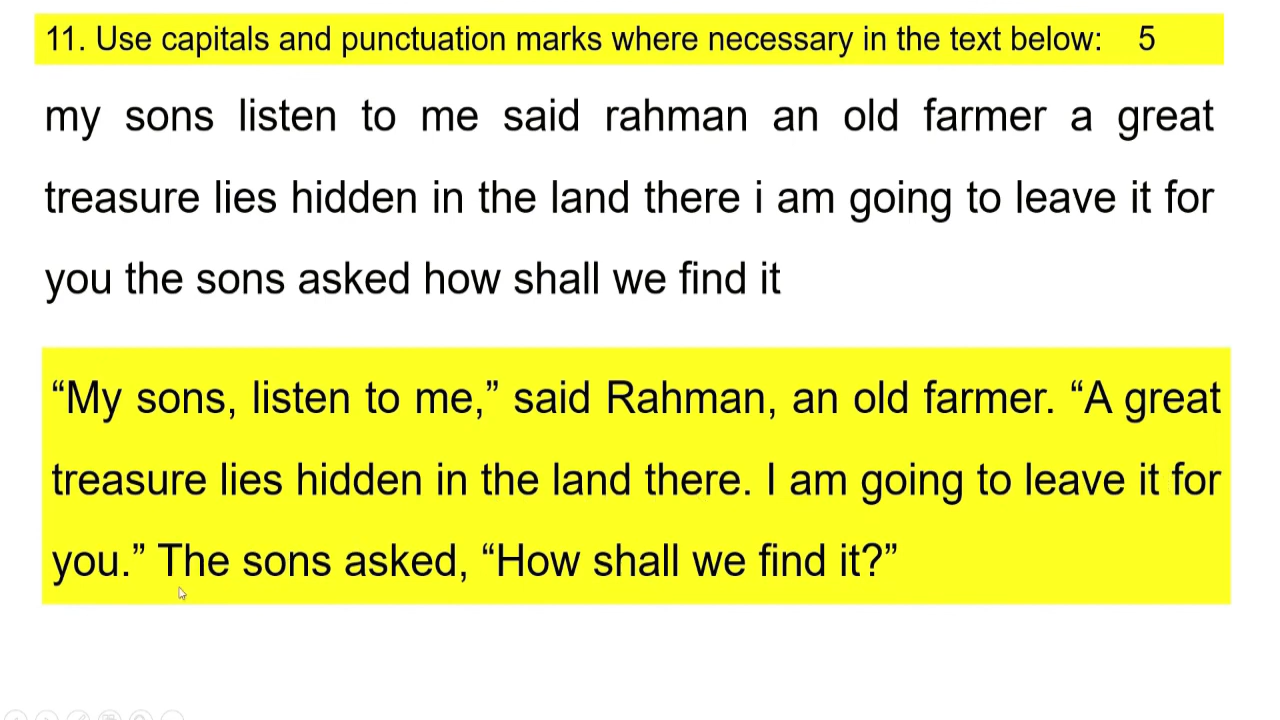 11. Use capitals and punctuation marks where necessary in the text below: 5
my sons listen to me said rahman an old farmer a great
treasure lies hidden in the land there i am going to leave it for
you the sons asked how shall we find it
“My sons, listen to me,” said Rahman, an old farmer. “A great
treasure lies hidden in the land there. I am going to leave it for
you.” The sons asked, “How shall we find it?”